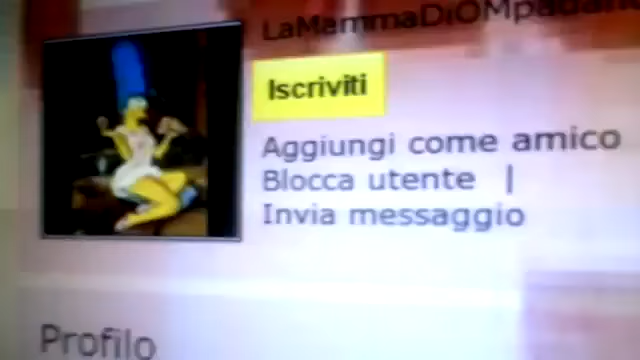 Iscriviti
Aggiungi come amico
Blocca utente |
Invia messaggio
Profilo